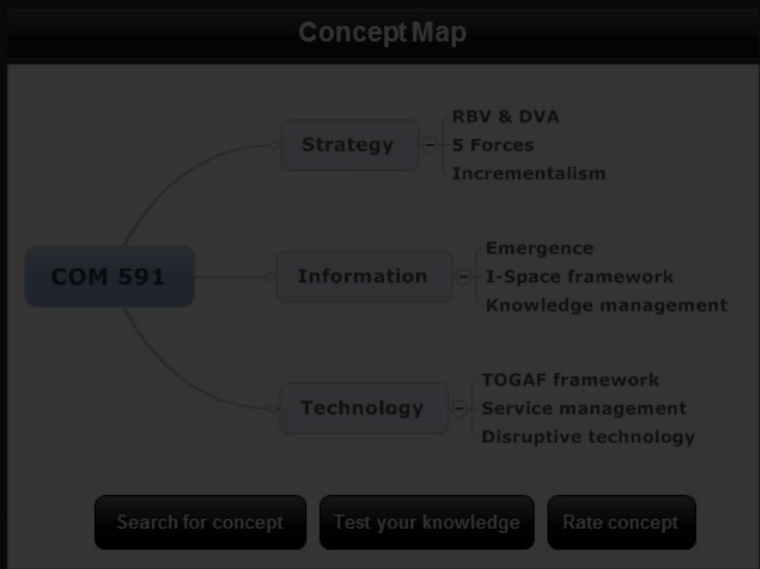 Concept Map
RBV & DVA
Strategy
5 Forces
Incrementalism
COM 591
Emergence
Information
I-Space framework
Knowledge management
TOGAF framework
Technology
Service management
Disruptive technology
Search for concept
Test your knowledge
Rate concept